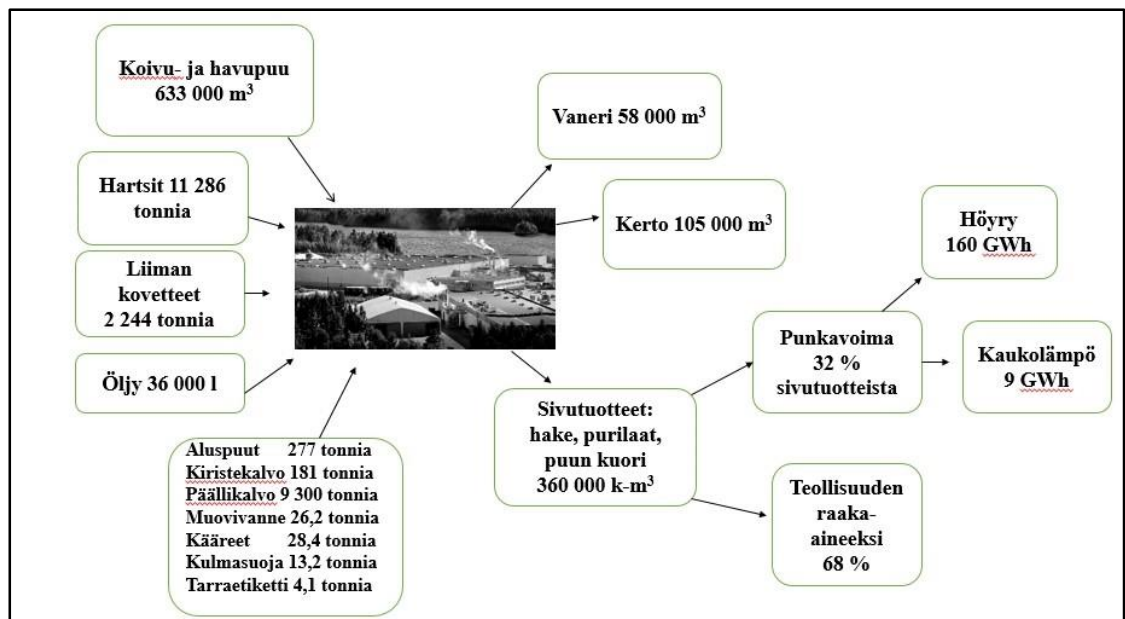 Koivu- ja havupuu
633 000 m³
Hartsit 11 286
tonnia
Liiman
kovetteet
2 244 tonnia
Öljy 36 000 l
Aluspuut 277 tonnia
Kiristekalvo 181 tonnia
Päällikalvo 9 300 tonnia
Muovivanne 26,2 tonnia
Kääreet 28,4 tonnia
Kulmasuoja 13,2 tonnia
Tarraetiketti 4,1 tonnia
Vaneri 58 000 m³
Kerto 105 000 m³
Sivutuotteet:
hake, purilaat,
puun kuori
360 000 k-m³
Punkavoima
32 %
sivutuotteista
Höyry
160 GWh
Kaukolämpö
9 GWh
Teollisuuden
raaka-
aineeksi
68 %